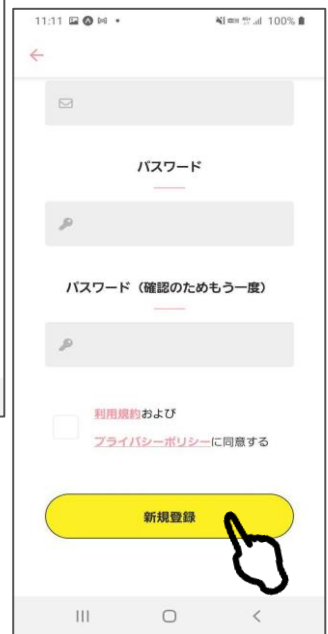 11:11 100%
パスワード
パスワード（確認のためもう一度）
利用規約および
プライバシーポリシーに同意する
新規登録